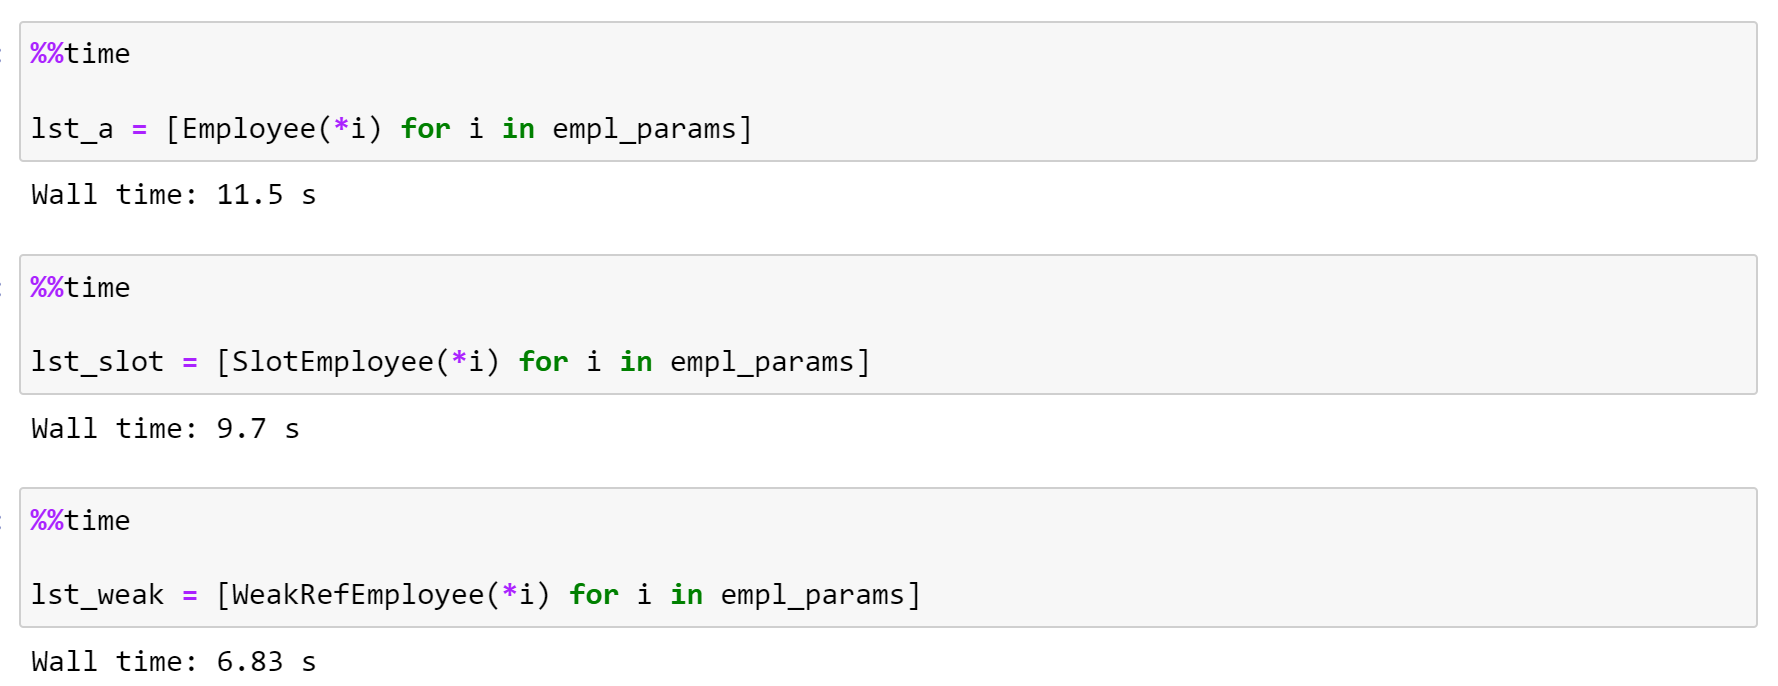 %%time
lst_a = [Employee(*i) for i in empl_params]
Wall time: 11.5 s
%%time
lst_slot = [SlotEmployee(*i) for i in empl_params]
Wall time: 9.7 s
%%time
lst_weak = [WeakRefEmployee(*i) for i in empl_params]
Wall time: 6.83 s